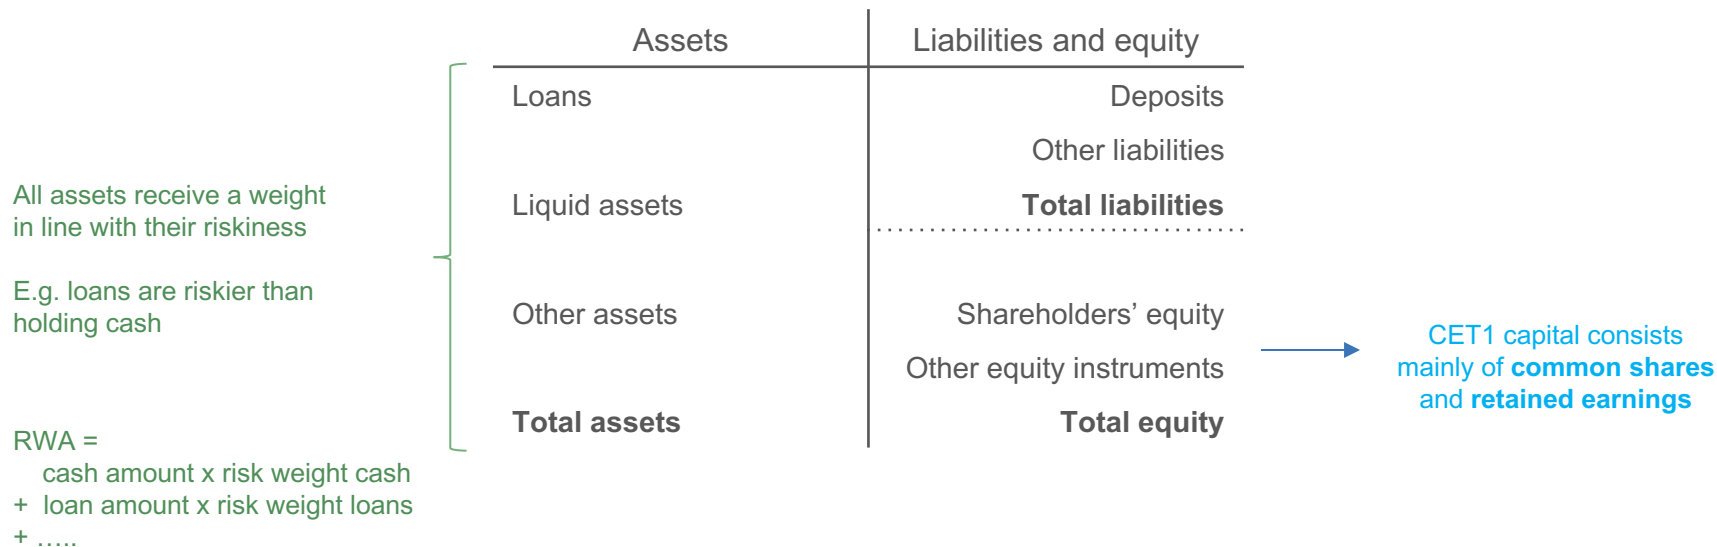 Assets
Liabilities and equity
Loans
Deposits
Other liabilities
All assets receive a weight
in line with their riskiness
Liquid assets
Total liabilities
E.g. loans are riskier than
holding cash
Other assets
Shareholders’ equity
Other equity instruments
CET1 capital consists
mainly of common shares
and retained earnings
Total assets
Total equity
RWA =
cash amount x risk weight cash
+ loan amount x risk weight loans
+ …..